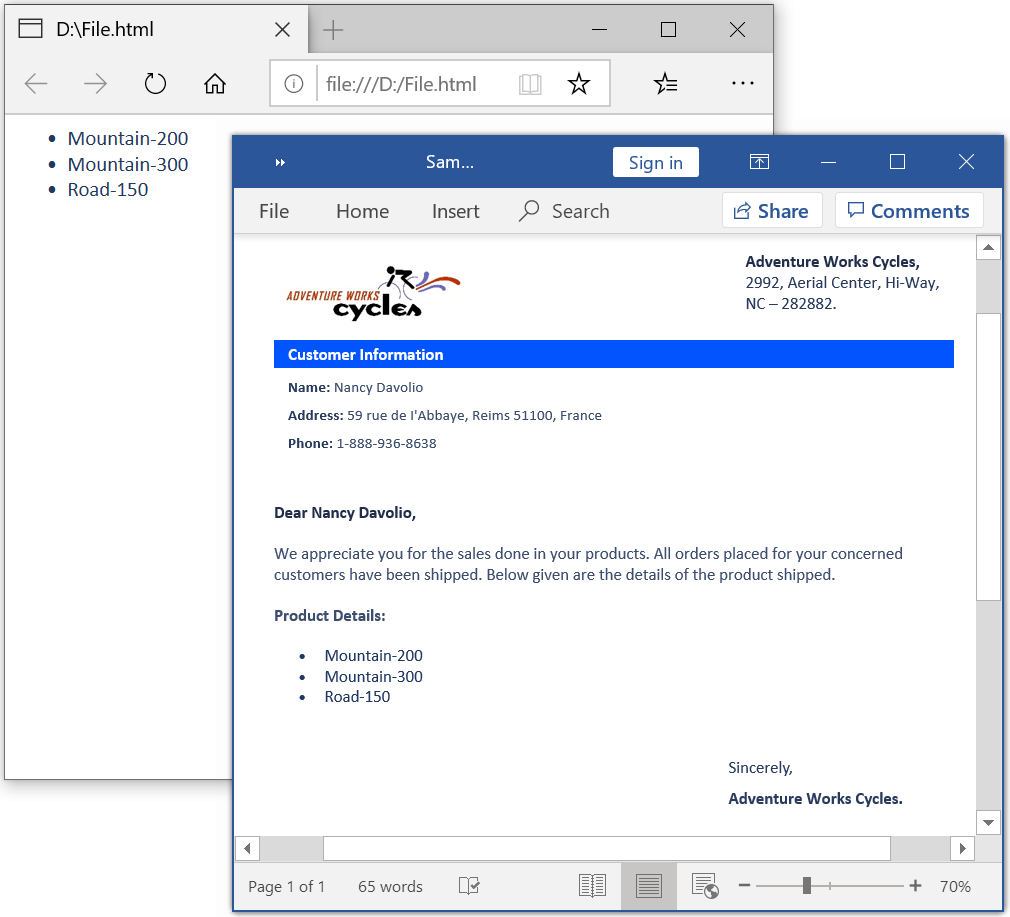 D:\File.html
file:///D:/File.html
• Mountain-200
• Mountain-300
• Road-150
Sam...
Sign in
File Home Insert Search Share Comments
ADVENTURE WORKS
cycles
Adventure Works Cycles,
2992, Aerial Center, Hi-Way,
NC – 282882.
Customer Information
Name: Nancy Davolio
Address: 59 rue de I'Abbaye, Reims 51100, France
Phone: 1-888-936-8638
Dear Nancy Davolio,
We appreciate you for the sales done in your products. All orders placed for your concerned
customers have been shipped. Below given are the details of the product shipped.
Product Details:
• Mountain-200
• Mountain-300
• Road-150
Sincerely,
Adventure Works Cycles.
Page 1 of 1 65 words 70%